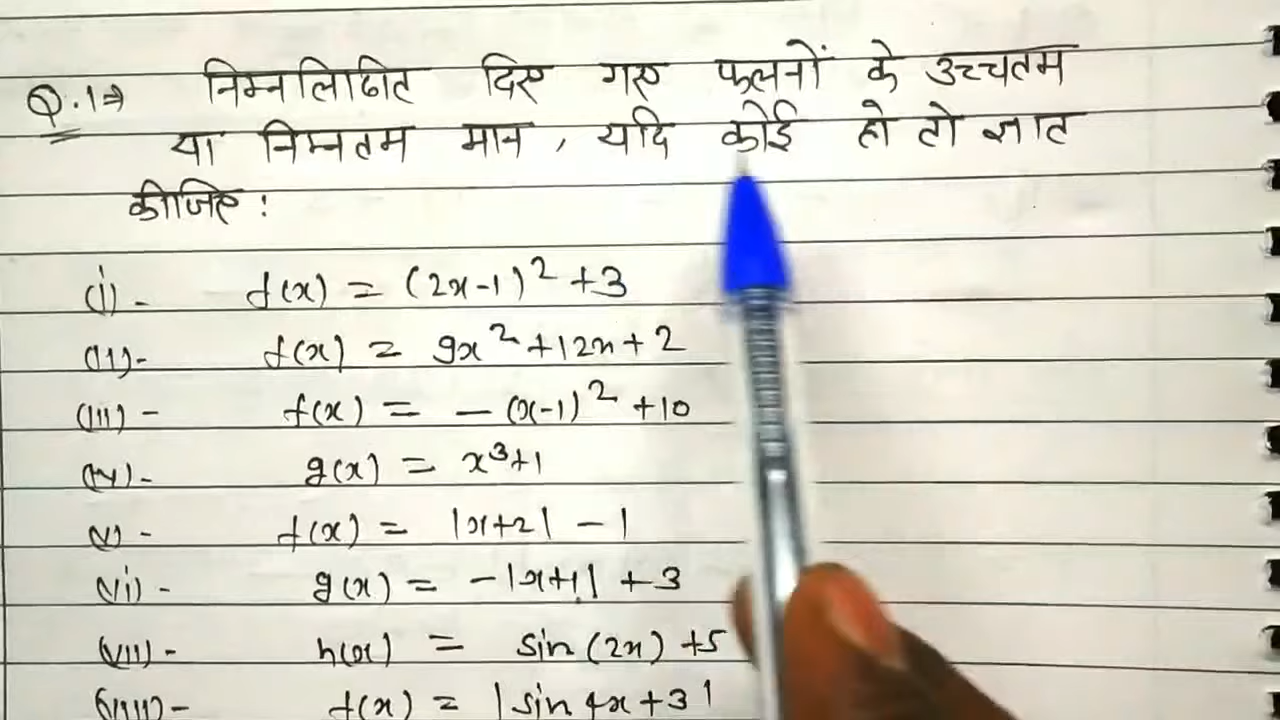 Q.1⇒ निम्नलिखित दिए गए फलनों के उच्चतम
या निम्नतम मान, यदि कोई हो तो ज्ञात
कीजिए:
(i)- f(x) = (2x-1)² +3
(ii)- f(x) = 9x² +12x+2
(iii)- f(x) = -(x-1)² +10
(iv)- g(x) = x³+1
(v)- f(x) = |x+2| - 1
(vi)- g(x) = -|x+1| +3
(vii)- h(x) = sin(2x) +5
(viii)- f(x) = |sin 4x+3|